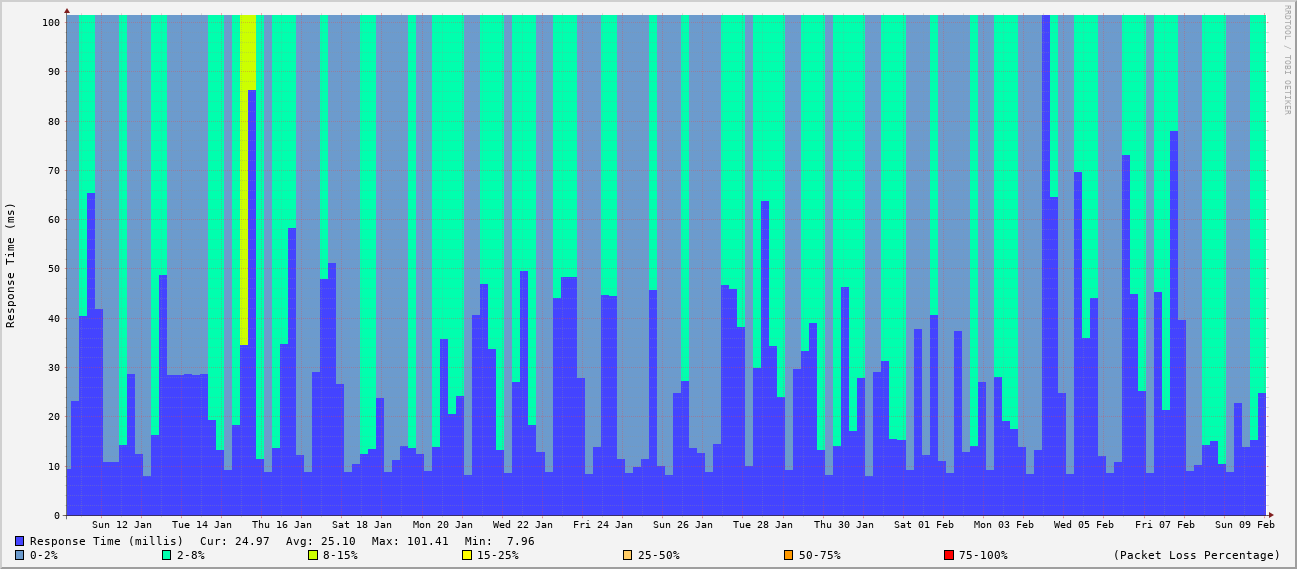 RRDTOOL / TOBI OETIKER
Response Time (ms)
100
90
80
70
60
50
40
30
20
10
0
Sun 12 Jan Tue 14 Jan Thu 16 Jan Sat 18 Jan Mon 20 Jan Wed 22 Jan Fri 24 Jan Sun 26 Jan Tue 28 Jan Thu 30 Jan Sat 01 Feb Mon 03 Feb Wed 05 Feb Fri 07 Feb Sun 09 Feb
Response Time (millis) Cur: 24.97 Avg: 25.10 Max: 101.41 Min: 7.96
0-2% 2-8% 8-15% 15-25% 25-50% 50-75% 75-100% (Packet Loss Percentage)